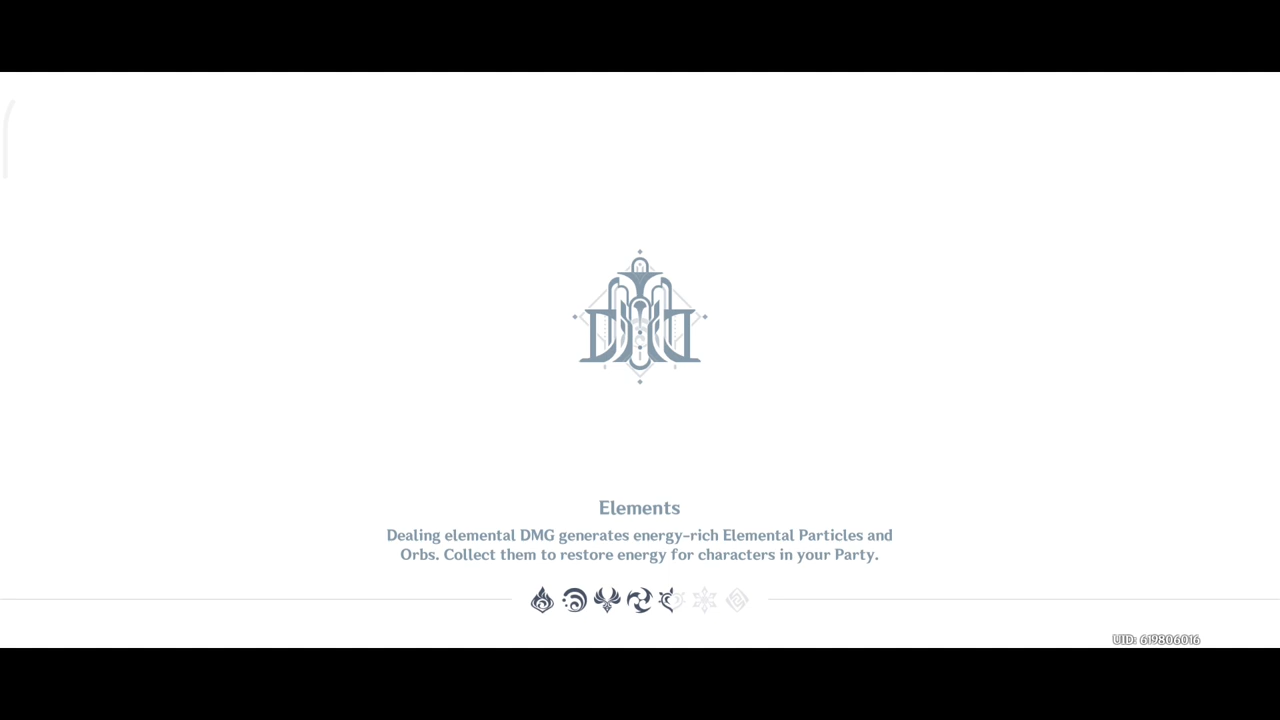 Elements
Dealing elemental DMG generates energy-rich Elemental Particles and
Orbs. Collect them to restore energy for characters in your Party.
UID: 619806016